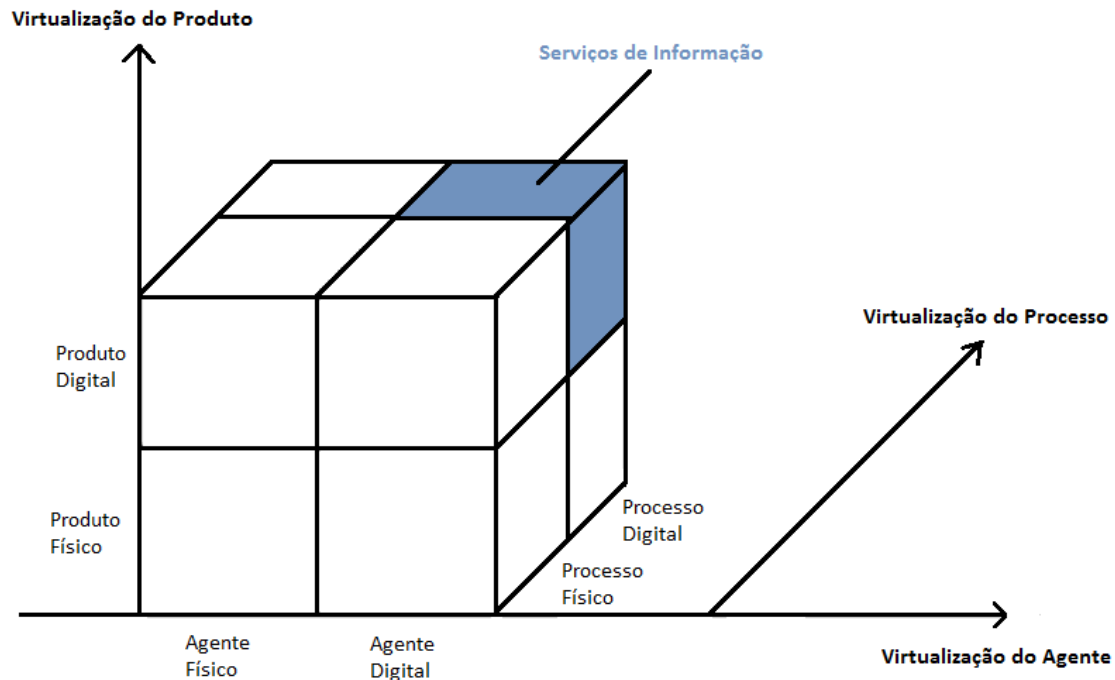 Virtualização do Produto
Serviços de Informação
Virtualização do Processo
Produto
Digital
Produto
Físico
Processo
Digital
Processo
Físico
Agente
Físico
Agente
Digital
Virtualização do Agente